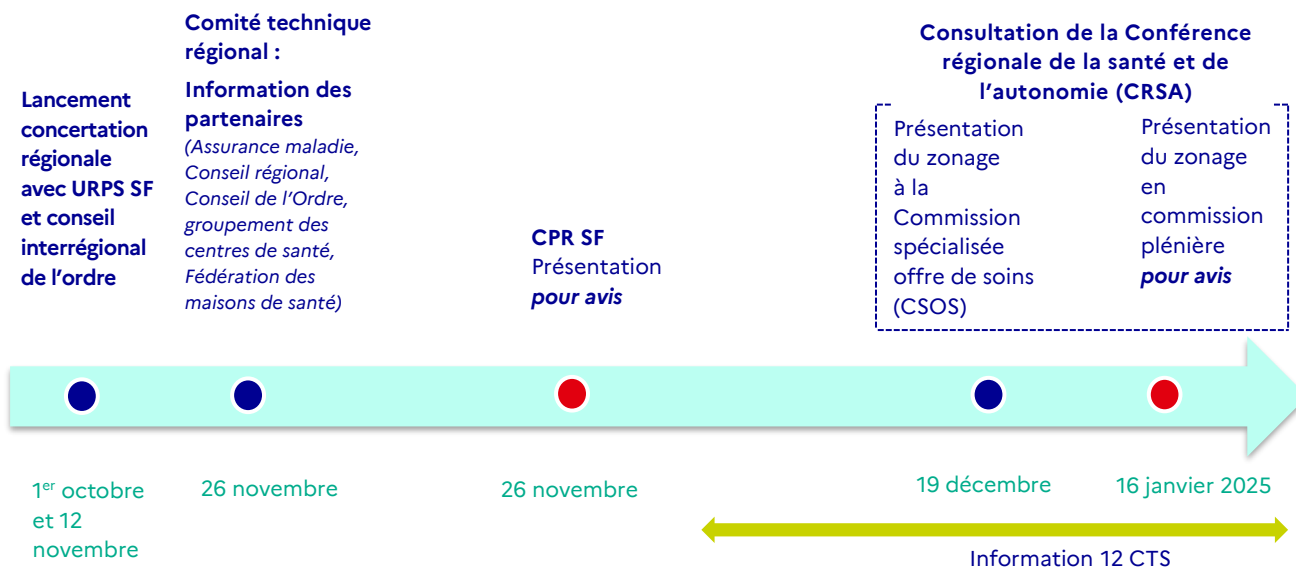 Lancement
concertation
régionale
avec URPS SF
et conseil
interrégional
de l'ordre
Comité technique
régional :
Information des
partenaires
(Assurance maladie,
Conseil régional,
Conseil de l'Ordre,
groupement des
centres de santé,
Fédération des
maisons de santé)
CPR SF
Présentation
pour avis
Consultation de la Conférence
régionale de la santé et de
l'autonomie (CRSA)
Présentation
du zonage
à la
Commission
spécialisée
offre de soins
(CSOS)
Présentation
du zonage
en
commission
plénière
pour avis
1er octobre
et 12
novembre
26 novembre
26 novembre
19 décembre
16 janvier 2025
Information 12 CTS